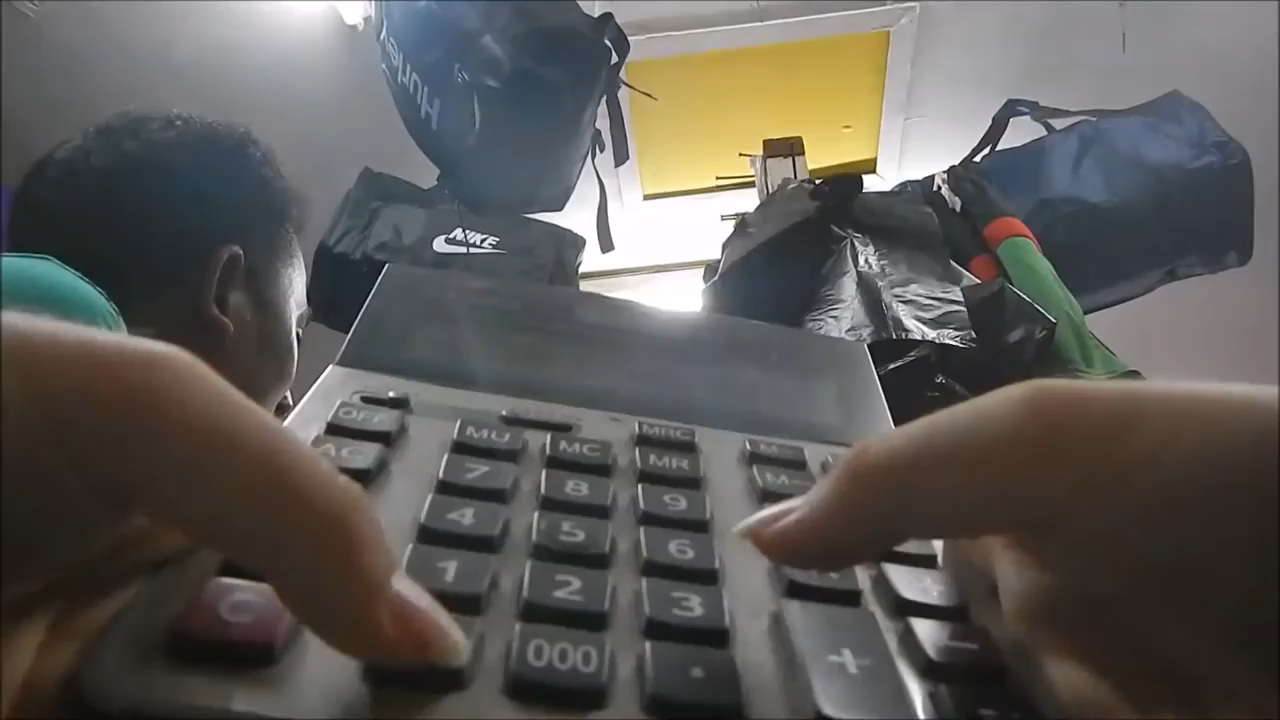 Hurley
NIKE
OFF
AC
MU MC MRC
7 8 MR M-
4 5 9
1 2 6
C 000 3
. +
-